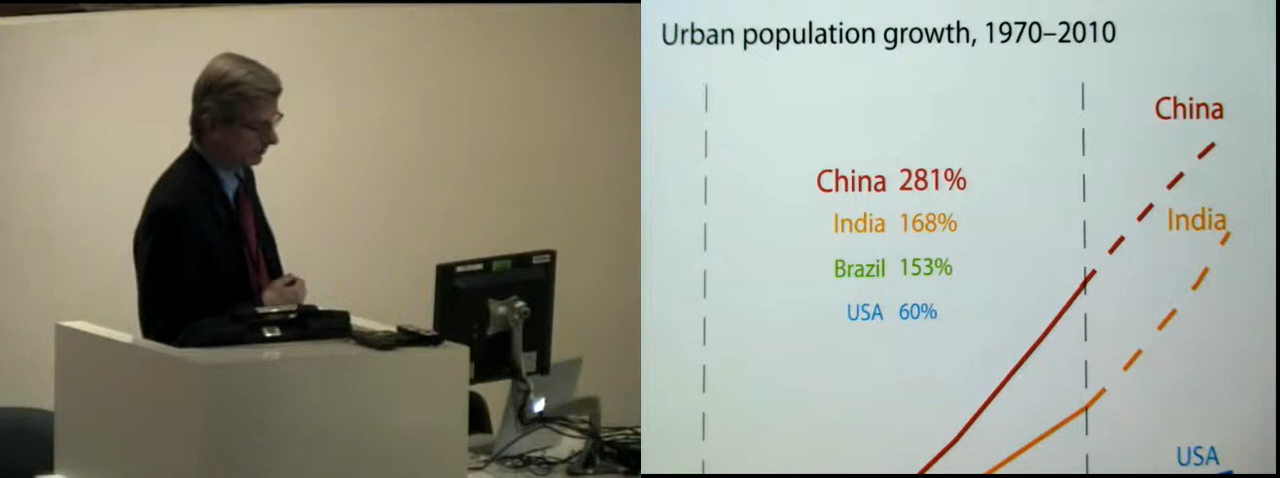 Urban population growth, 1970–2010
China
China 281%
India
India 168%
Brazil 153%
USA 60%
USA